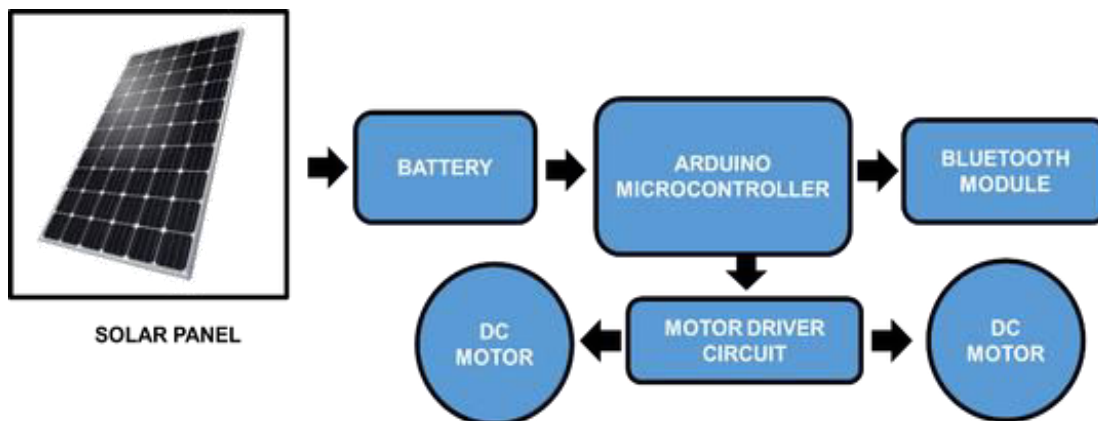 BATTERY
ARDUINO
MICROCONTROLLER
BLUETOOTH
MODULE
SOLAR PANEL
DC
MOTOR
MOTOR DRIVER
CIRCUIT
DC
MOTOR